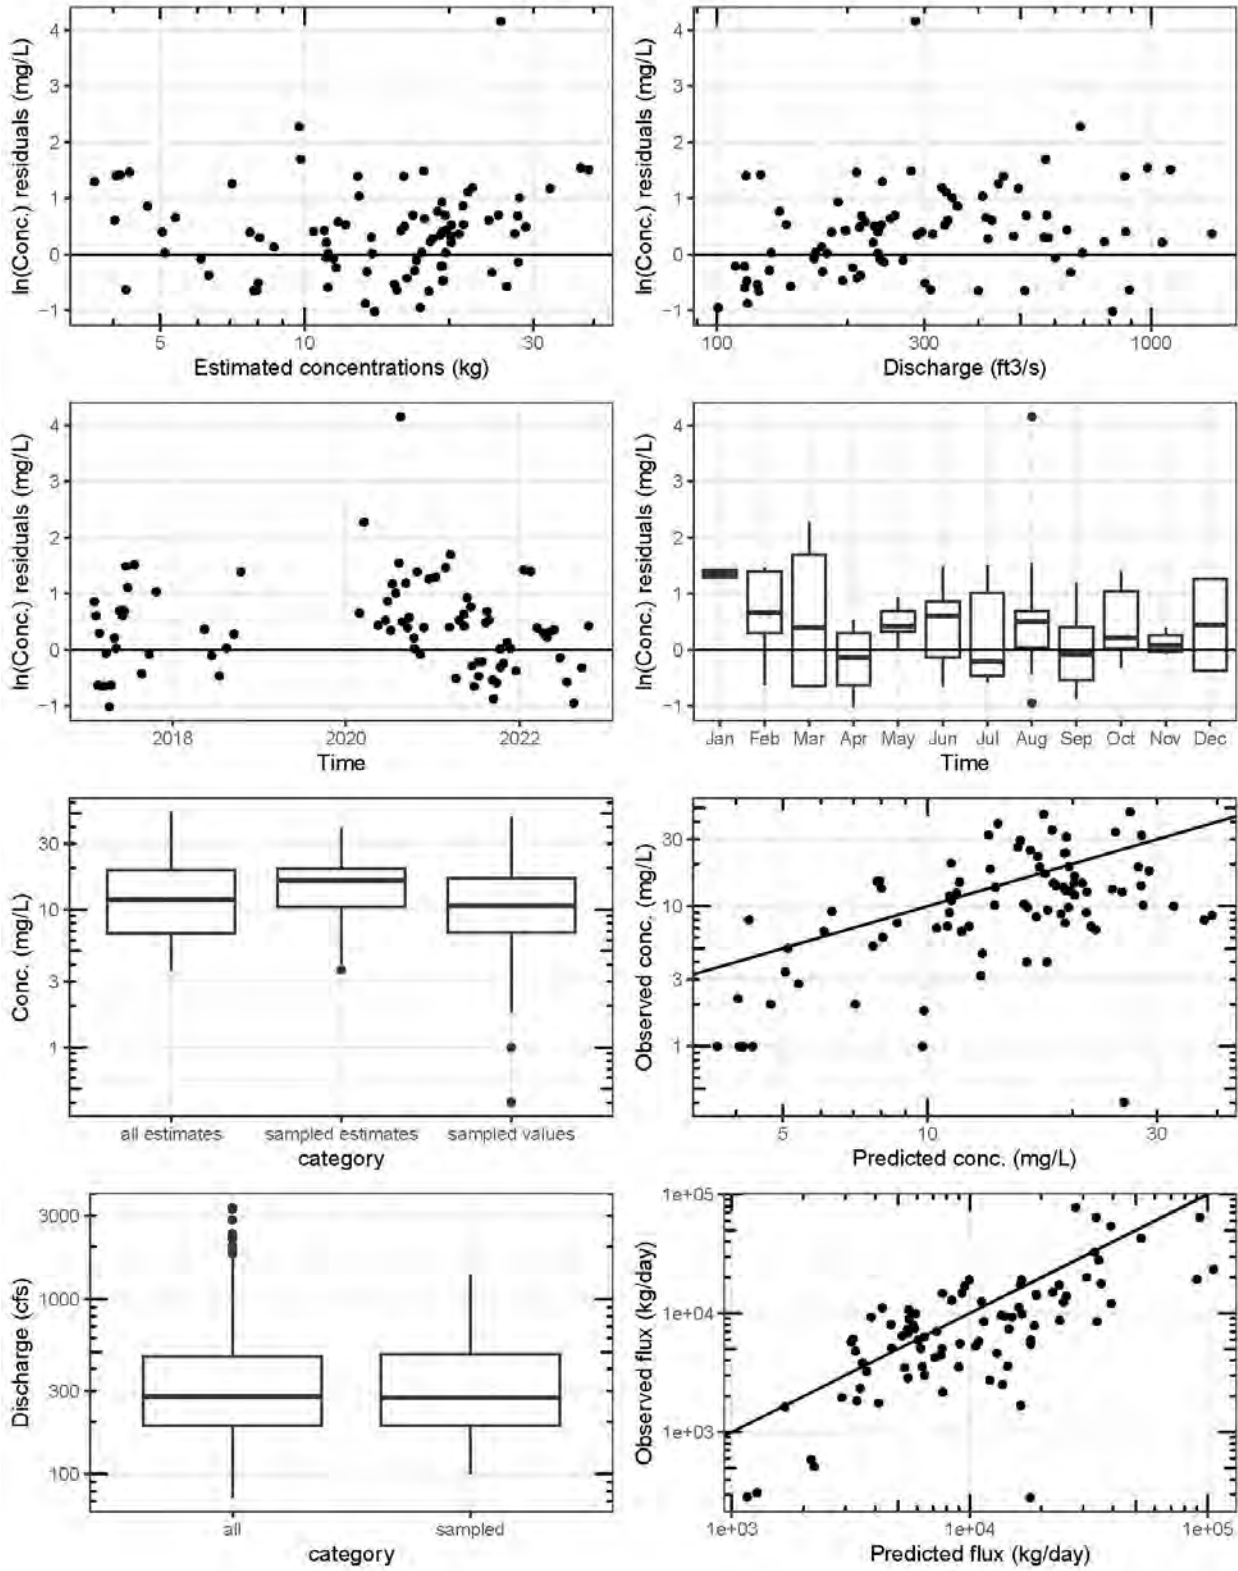 ln(Conc.) residuals (mg/L)
4
3
2
1
0
−1
5
10
30
Estimated concentrations (kg)
ln(Conc.) residuals (mg/L)
4
3
2
1
0
−1
100
300
1000
Discharge (ft3/s)
ln(Conc.) residuals (mg/L)
4
3
2
1
0
−1
2018
2020
2022
Time
ln(Conc.) residuals (mg/L)
4
3
2
1
0
−1
Jan Feb Mar Apr May Jun Jul Aug Sep Oct Nov Dec
Time
Conc. (mg/L)
30
10
3
1
all estimates
sampled estimates
sampled values
category
Observed conc. (mg/L)
30
10
3
1
5
10
30
Predicted conc. (mg/L)
Discharge (cfs)
3000
1000
300
100
all
sampled
category
Observed flux (kg/day)
1e+05
1e+04
1e+03
1e+03
1e+04
1e+05
Predicted flux (kg/day)